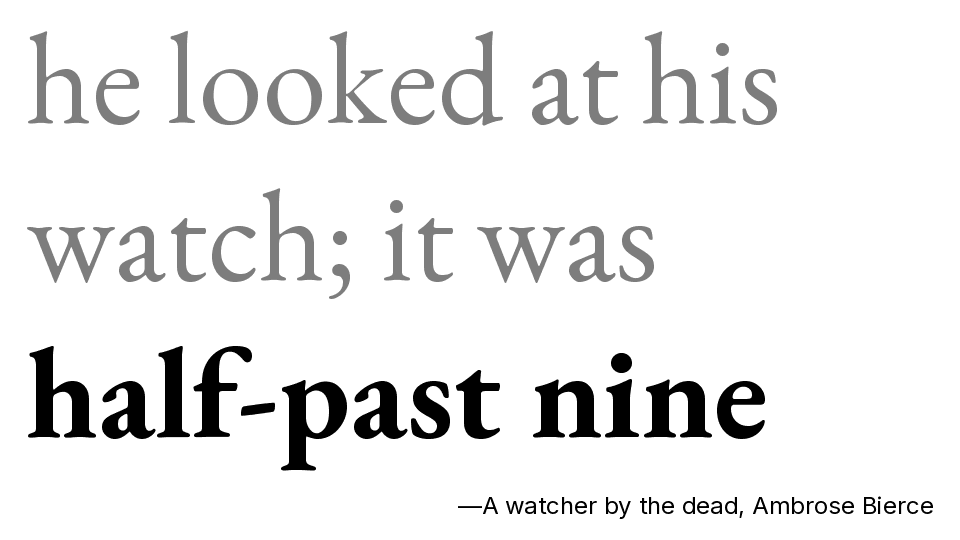 he looked at his
watch; it was
half-past nine
—A watcher by the dead, Ambrose Bierce